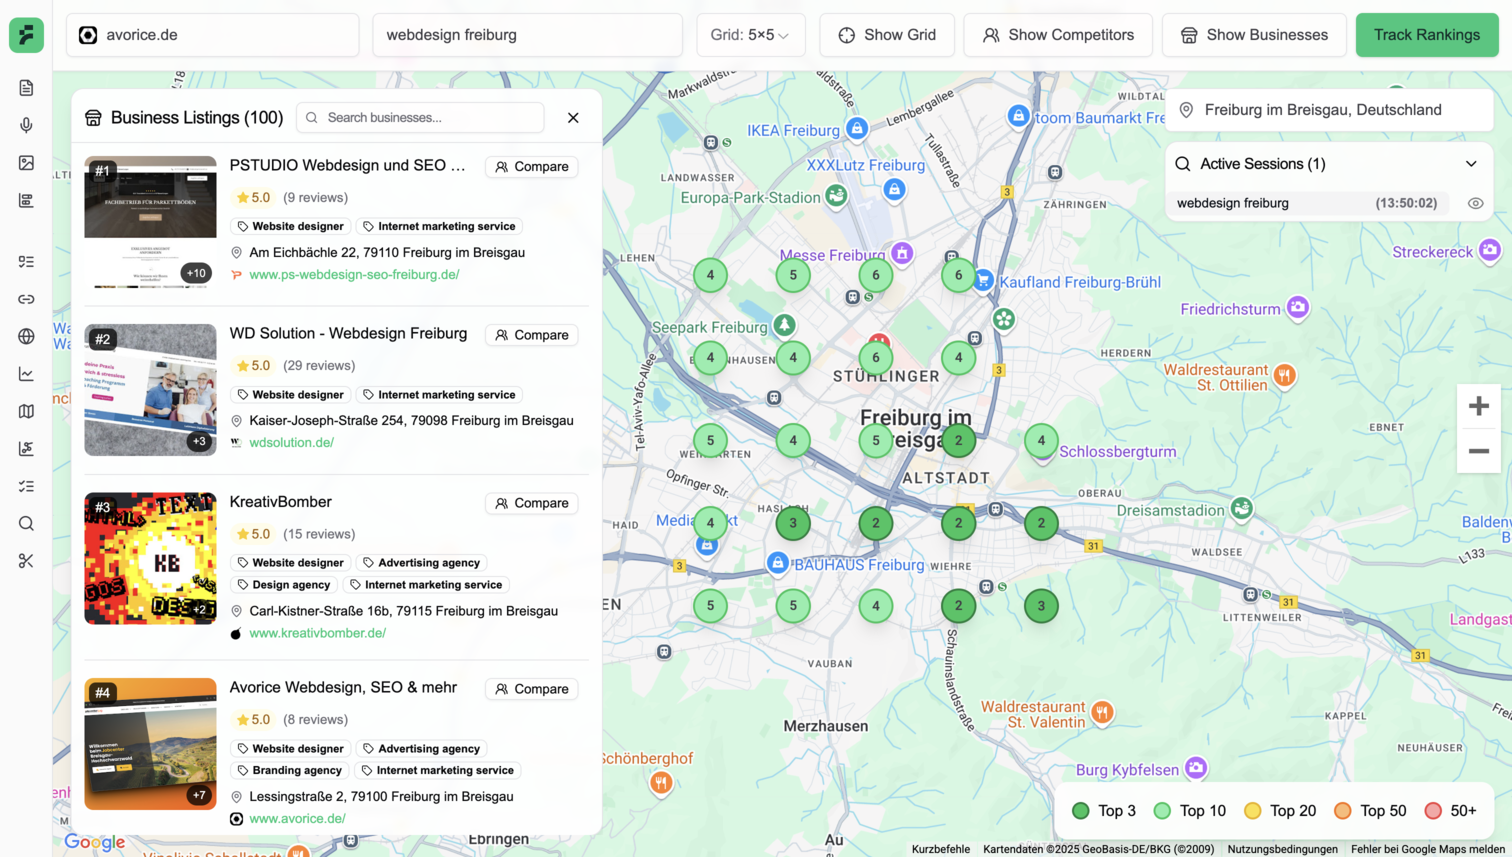 avorice.de
webdesign freiburg
Grid: 5×5
Show Grid
Show Competitors
Show Businesses
Track Rankings
Business Listings (100)
Search businesses...
#1
+10
PSTUDIO Webdesign und SEO ...
Compare
5.0 (9 reviews)
Website designer
Internet marketing service
Am Eichbächle 22, 79110 Freiburg im Breisgau
www.ps-webdesign-seo-freiburg.de/
#2
+3
WD Solution - Webdesign Freiburg
Compare
5.0 (29 reviews)
Website designer
Internet marketing service
Kaiser-Joseph-Straße 254, 79098 Freiburg im Breisgau
wdsolution.de/
#3
KB
+2
KreativBomber
Compare
5.0 (15 reviews)
Website designer
Advertising agency
Design agency
Internet marketing service
Carl-Kistner-Straße 16b, 79115 Freiburg im Breisgau
www.kreativbomber.de/
#4
+7
Avorice Webdesign, SEO & mehr
Compare
5.0 (8 reviews)
Website designer
Advertising agency
Branding agency
Internet marketing service
Lessingstraße 2, 79100 Freiburg im Breisgau
www.avorice.de/
Google
Freiburg im Breisgau, Deutschland
Active Sessions (1)
webdesign freiburg
(13:50:02)
Lembergallee
IKEA Freiburg
toom Baumarkt Fre
XXXLutz Freiburg
Tullastraße
LANDWASSER
Europa-Park-Stadion
3
ZÄHRINGEN
LEHEN
Messe Freiburg
Streckereck
4 5 6 6
Kaufland Freiburg-Brühl
Friedrichsturm
Seepark Freiburg
HERDERN
4 4 6 4
3
STÜHLINGER
Waldrestaurant
St. Ottilien
Tel-Aviv-Yafo-Allee
Freiburg im
EBNET
5 4 5 2 4
Schlossbergturm
ALTSTADT
Opfinger Str.
OBERAU
Dreisamstadion
HAID
4 3 2 2 2
31
WALDSEE
L133
3
BAUHAUS Freiburg
WIEHRE
31
5 5 4 2 3
LITTENWEILER
Schauinslandstraße
31
VAUBAN
Merzhausen
Waldrestaurant
St. Valentin
KAPPEL
NEUHÄUSER
Burg Kybfelsen
Top 3
Top 10
Top 20
Top 50
50+
Ebringen
Au
Kurzbefehle
Kartendaten ©2025 GeoBasis-DE/BKG (©2009)
Nutzungsbedingungen
Fehler bei Google Maps melden